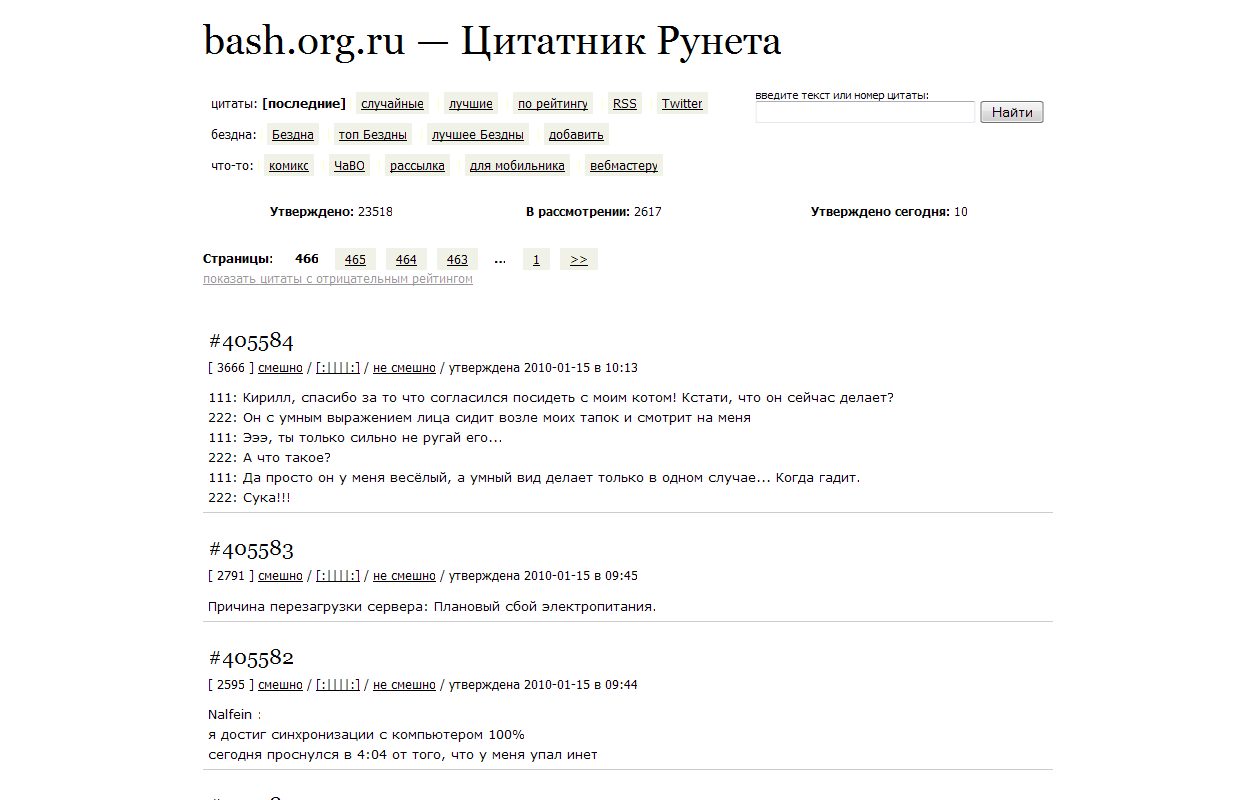 bash.org.ru — Цитатник Рунета
цитаты: [последние] случайные лучшие по рейтингу RSS Twitter
введите текст или номер цитаты:
Найти
бездна: Бездна топ Бездны лучшее Бездны добавить
что-то: комикс ЧаВО рассылка для мобильника вебмастеру
Утверждено: 23518 В рассмотрении: 2617 Утверждено сегодня: 10
Страницы: 466 465 464 463 ... 1 >>
показать цитаты с отрицательным рейтингом
#405584
[ 3666 ] смешно / [:||||:] / не смешно / утверждена 2010-01-15 в 10:13
111: Кирилл, спасибо за то что согласился посидеть с моим котом! Кстати, что он сейчас делает?
222: Он с умным выражением лица сидит возле моих тапок и смотрит на меня
111: Эээ, ты только сильно не ругай его...
222: А что такое?
111: Да просто он у меня весёлый, а умный вид делает только в одном случае... Когда гадит.
222: Сука!!!
#405583
[ 2791 ] смешно / [:||||:] / не смешно / утверждена 2010-01-15 в 09:45
Причина перезагрузки сервера: Плановый сбой электропитания.
#405582
[ 2595 ] смешно / [:||||:] / не смешно / утверждена 2010-01-15 в 09:44
Nalfein :
я достиг синхронизации с компьютером 100%
сегодня проснулся в 4:04 от того, что у меня упал инет